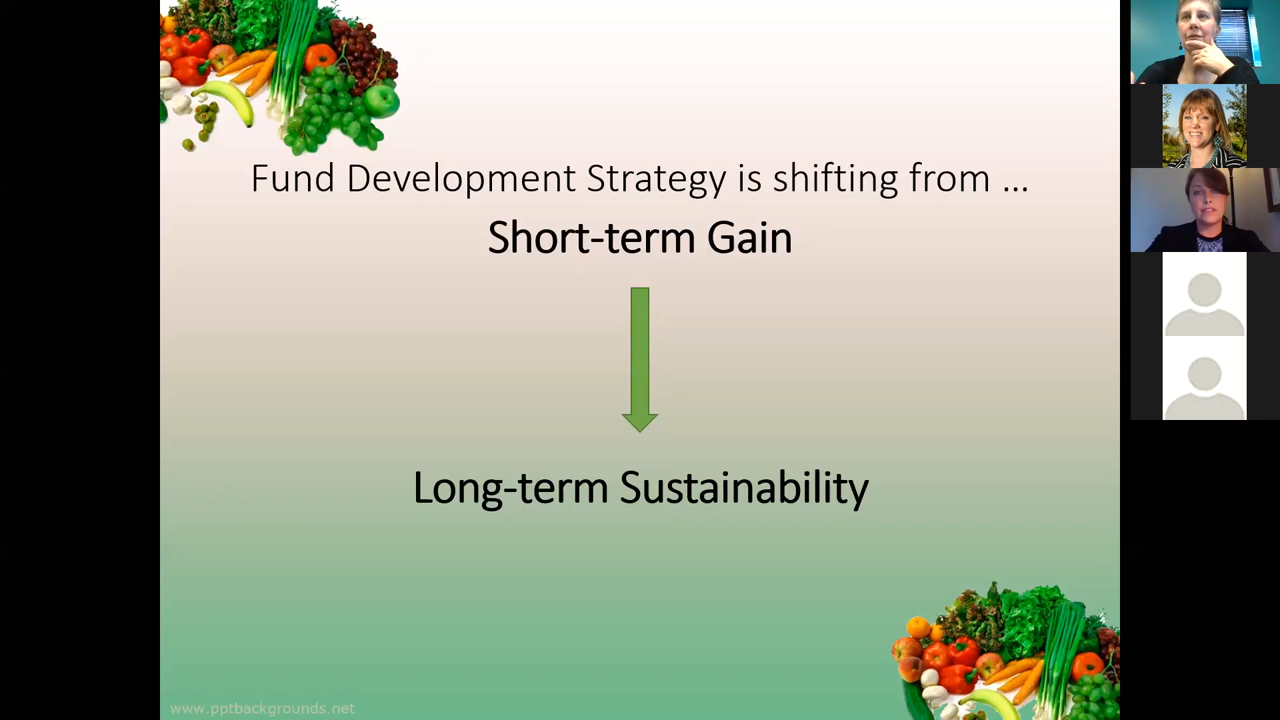 Fund Development Strategy is shifting from ...
Short-term Gain
Long-term Sustainability
www.pptbackgrounds.net